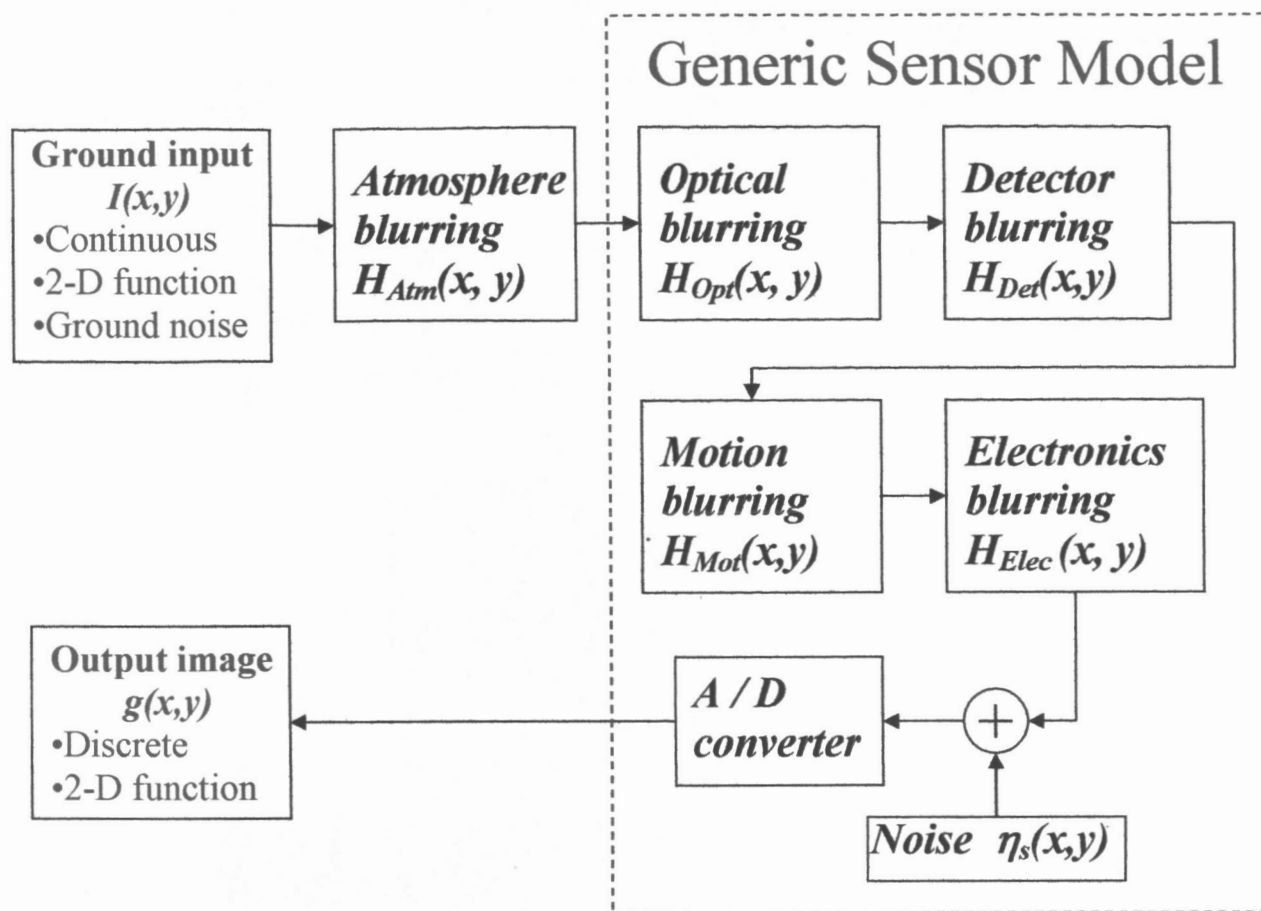 Generic Sensor Model
Ground input
I(x,y)
•Continuous
•2-D function
•Ground noise
Atmosphere
blurring
H_Atm(x, y)
Optical
blurring
H_Opt(x, y)
Detector
blurring
H_Det(x,y)
Motion
blurring
H_Mot(x,y)
Electronics
blurring
H_Elec (x, y)
+
A / D
converter
Noise η_s(x,y)
Output image
g(x,y)
•Discrete
•2-D function